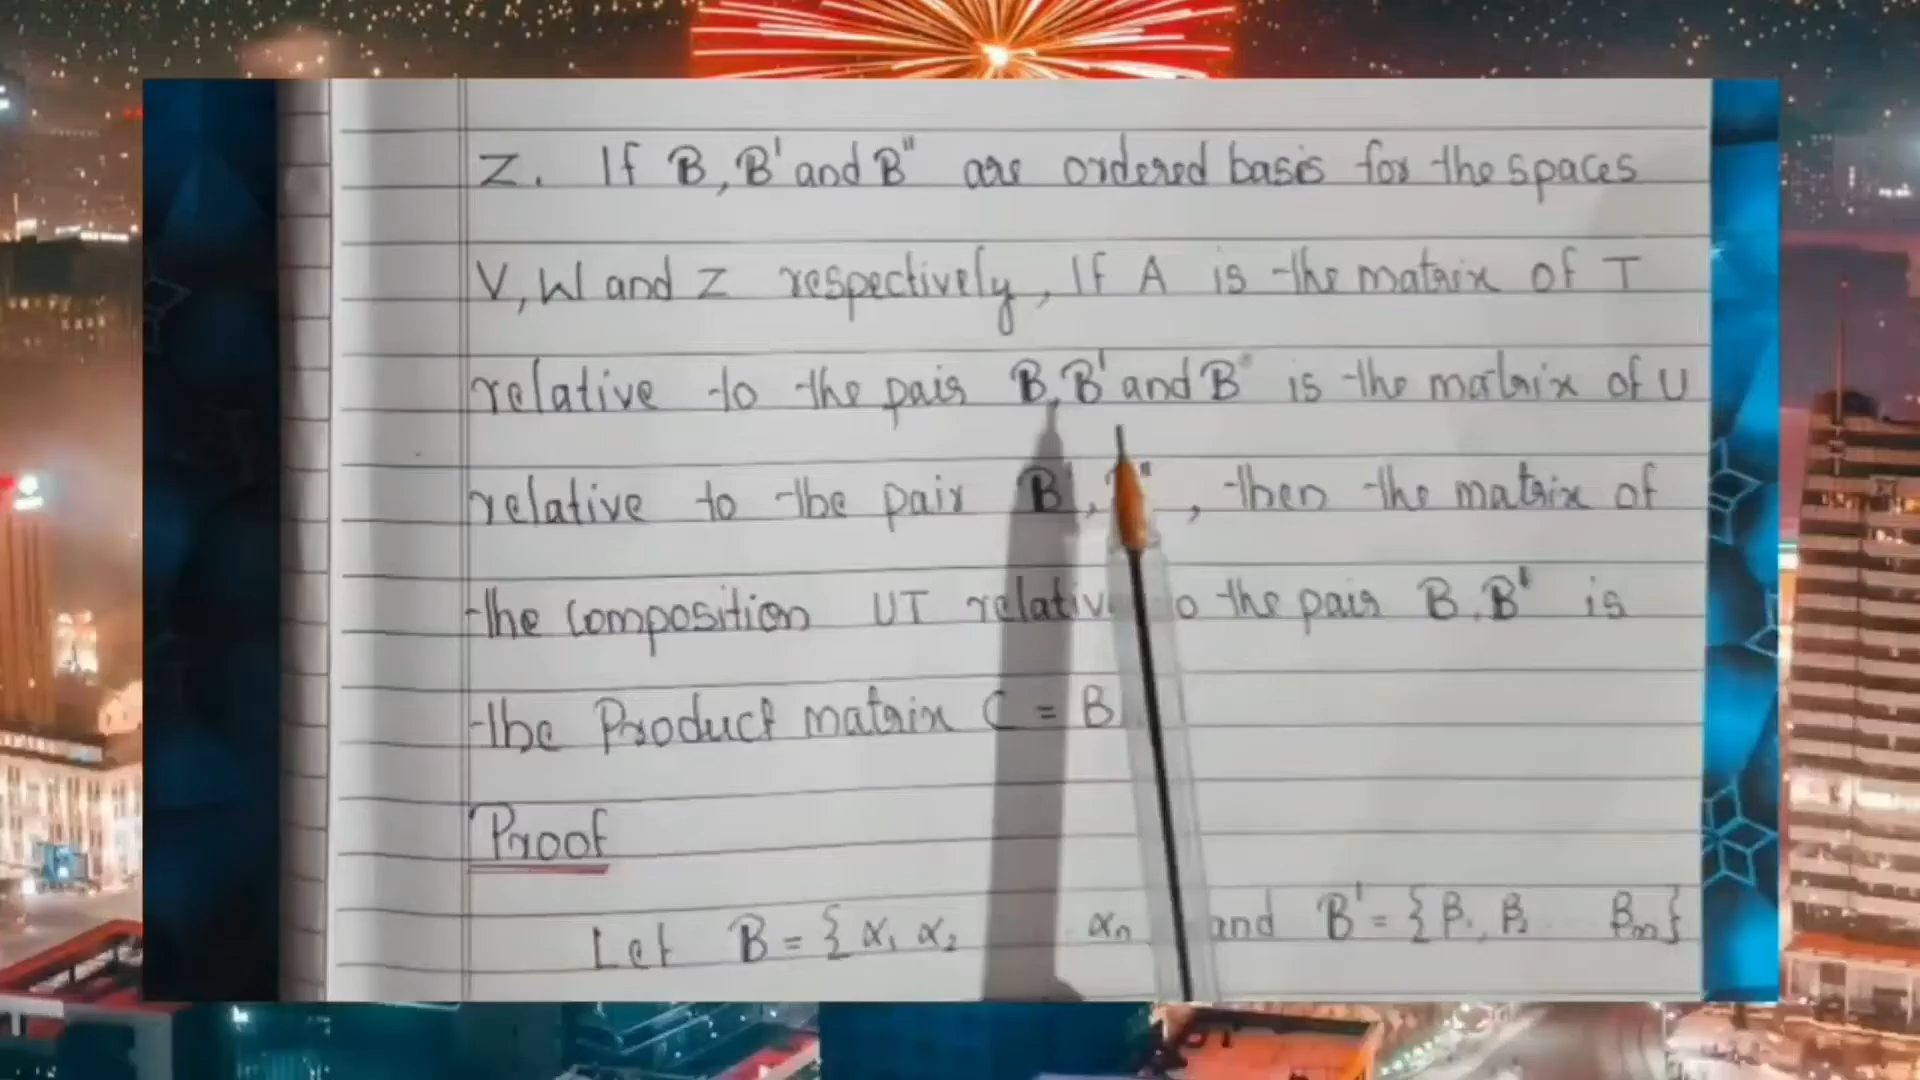 Z. If B, B' and B" are ordered basis for the spaces
V, W and Z respectively, If A is the matrix of T
relative to the pair B, B' and B" is the matrix of U
relative to the pair B', " , then the matrix of
the composition UT relativ o the pair B, B" is
the Product matrix C = B
Proof
Let B = { α1 α2 αn and B' = { β1, β2 βm}